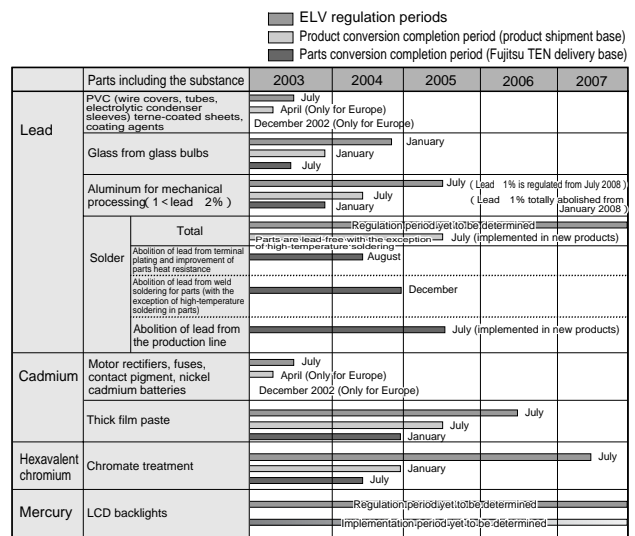 ELV regulation periods
Product conversion completion period (product shipment base)
Parts conversion completion period (Fujitsu TEN delivery base)
Parts including the substance 2003 2004 2005 2006 2007
Lead
PVC (wire covers, tubes,
electrolytic condenser
sleeves) terne-coated sheets,
coating agents
July
April (Only for Europe)
December 2002 (Only for Europe)
Glass from glass bulbs
January
January
July
Aluminum for mechanical
processing( 1 < lead 2% )
July ( Lead 1% is regulated from July 2008 )
July
January
( Lead 1% totally abolished from
January 2008 )
Solder
Total
Regulation period yet to be determined
Parts are lead-free with the exception
of high-temperature soldering
July (implemented in new products)
Abolition of lead from terminal
plating and improvement of
parts heat resistance
August
Abolition of lead from weld
soldering for parts (with the
exception of high-temperature
soldering in parts)
December
Abolition of lead from
the production line
July (implemented in new products)
Cadmium
Motor rectifiers, fuses,
contact pigment, nickel
cadmium batteries
July
April (Only for Europe)
December 2002 (Only for Europe)
Thick film paste
July
July
January
Hexavalent
chromium
Chromate treatment
July
January
July
Mercury
LCD backlights
Regulation period yet to be determined
Implementation period yet to be determined